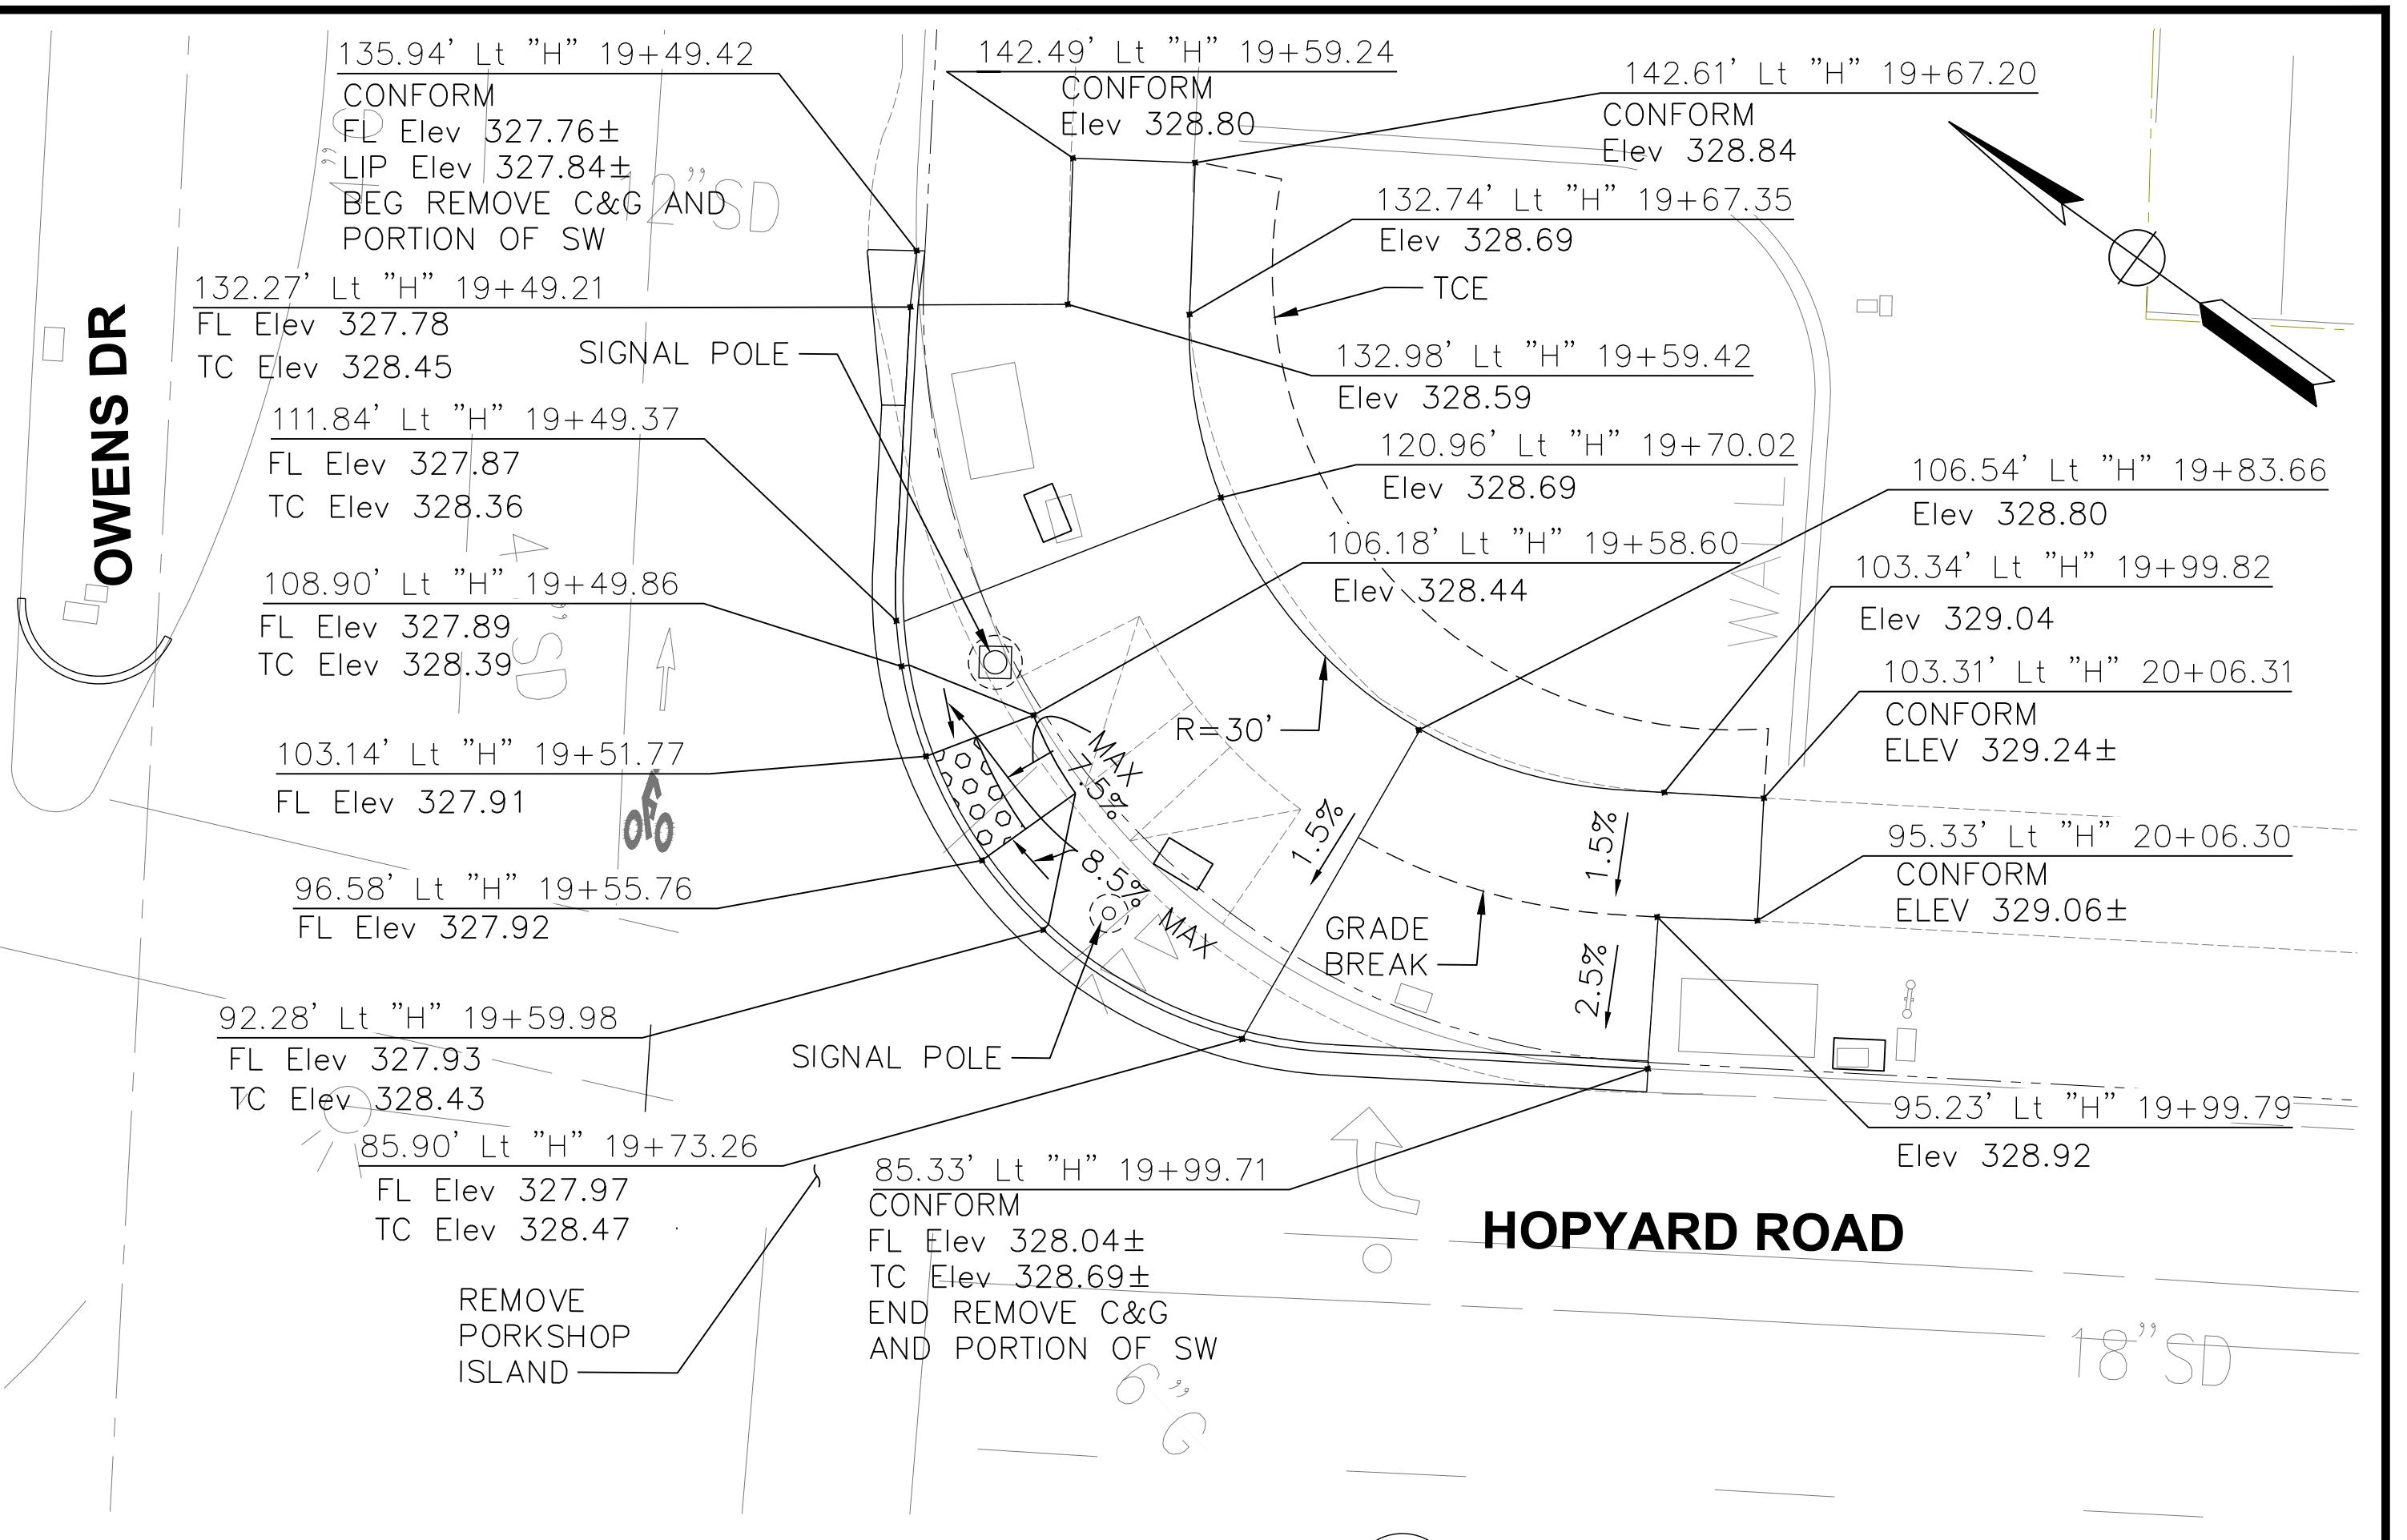 135.94' Lt "H" 19+49.42
CONFORM
FL Elev 327.76±
LIP Elev 327.84±
BEG REMOVE C&G AND
PORTION OF SW
142.49' Lt "H" 19+59.24
CONFORM
Elev 328.80
142.61' Lt "H" 19+67.20
CONFORM
Elev 328.84
12"SD
132.74' Lt "H" 19+67.35
Elev 328.69
TCE
132.27' Lt "H" 19+49.21
FL Elev 327.78
TC Elev 328.45
SIGNAL POLE
132.98' Lt "H" 19+59.42
Elev 328.59
OWENS DR
111.84' Lt "H" 19+49.37
FL Elev 327.87
TC Elev 328.36
120.96' Lt "H" 19+70.02
Elev 328.69
106.54' Lt "H" 19+83.66
Elev 328.80
106.18' Lt "H" 19+58.60
Elev 328.44
108.90' Lt "H" 19+49.86
FL Elev 327.89
TC Elev 328.39
SD
WALL
103.34' Lt "H" 19+99.82
Elev 329.04
103.31' Lt "H" 20+06.31
CONFORM
ELEV 329.24±
R=30'
103.14' Lt "H" 19+51.77
FL Elev 327.91
MAX
7.5%
8.5%
MAX
1.5%
1.5%
95.33' Lt "H" 20+06.30
CONFORM
ELEV 329.06±
96.58' Lt "H" 19+55.76
FL Elev 327.92
GRADE
BREAK
2.5%
92.28' Lt "H" 19+59.98
FL Elev 327.93
TC Elev 328.43
SIGNAL POLE
95.23' Lt "H" 19+99.79
Elev 328.92
85.90' Lt "H" 19+73.26
FL Elev 327.97
TC Elev 328.47
85.33' Lt "H" 19+99.71
CONFORM
FL Elev 328.04±
TC Elev 328.69±
END REMOVE C&G
AND PORTION OF SW
HOPYARD ROAD
REMOVE
PORKSHOP
ISLAND
6"G
18"SD